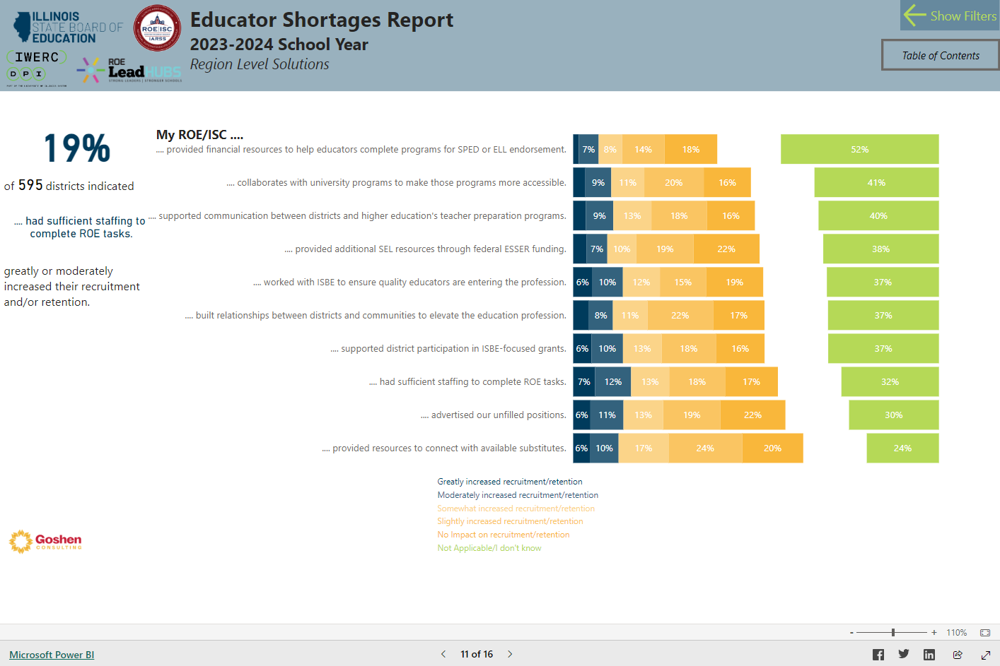 ILLINOIS
STATE BOARD OF
EDUCATION
ROE|ISC
IARSS
IWERC
DPI
ROE
LeadHUBS
STRONG LEADERS | STRONGER SCHOOLS
Educator Shortages Report
2023-2024 School Year
Region Level Solutions
Show Filters
Table of Contents
19%
of 595 districts indicated
.... had sufficient staffing to
complete ROE tasks.
greatly or moderately
increased their recruitment
and/or retention.
My ROE/ISC ....
.... provided financial resources to help educators complete programs for SPED or ELL endorsement. 7% 8% 14% 18% 52%
.... collaborates with university programs to make those programs more accessible. 9% 11% 20% 16% 41%
.... supported communication between districts and higher education's teacher preparation programs. 9% 13% 18% 16% 40%
.... provided additional SEL resources through federal ESSER funding. 7% 10% 19% 22% 38%
.... worked with ISBE to ensure quality educators are entering the profession. 6% 10% 12% 15% 19% 37%
.... built relationships between districts and communities to elevate the education profession. 8% 11% 22% 17% 37%
.... supported district participation in ISBE-focused grants. 6% 10% 13% 18% 16% 37%
.... had sufficient staffing to complete ROE tasks. 7% 12% 13% 18% 17% 32%
.... advertised our unfilled positions. 6% 11% 13% 19% 22% 30%
.... provided resources to connect with available substitutes. 6% 10% 17% 24% 20% 24%
Greatly increased recruitment/retention
Moderately increased recruitment/retention
Somewhat increased recruitment/retention
Slightly increased recruitment/retention
No Impact on recruitment/retention
Not Applicable/I don't know
Goshen
CONSULTING
- + 110%
Microsoft Power BI
11 of 16